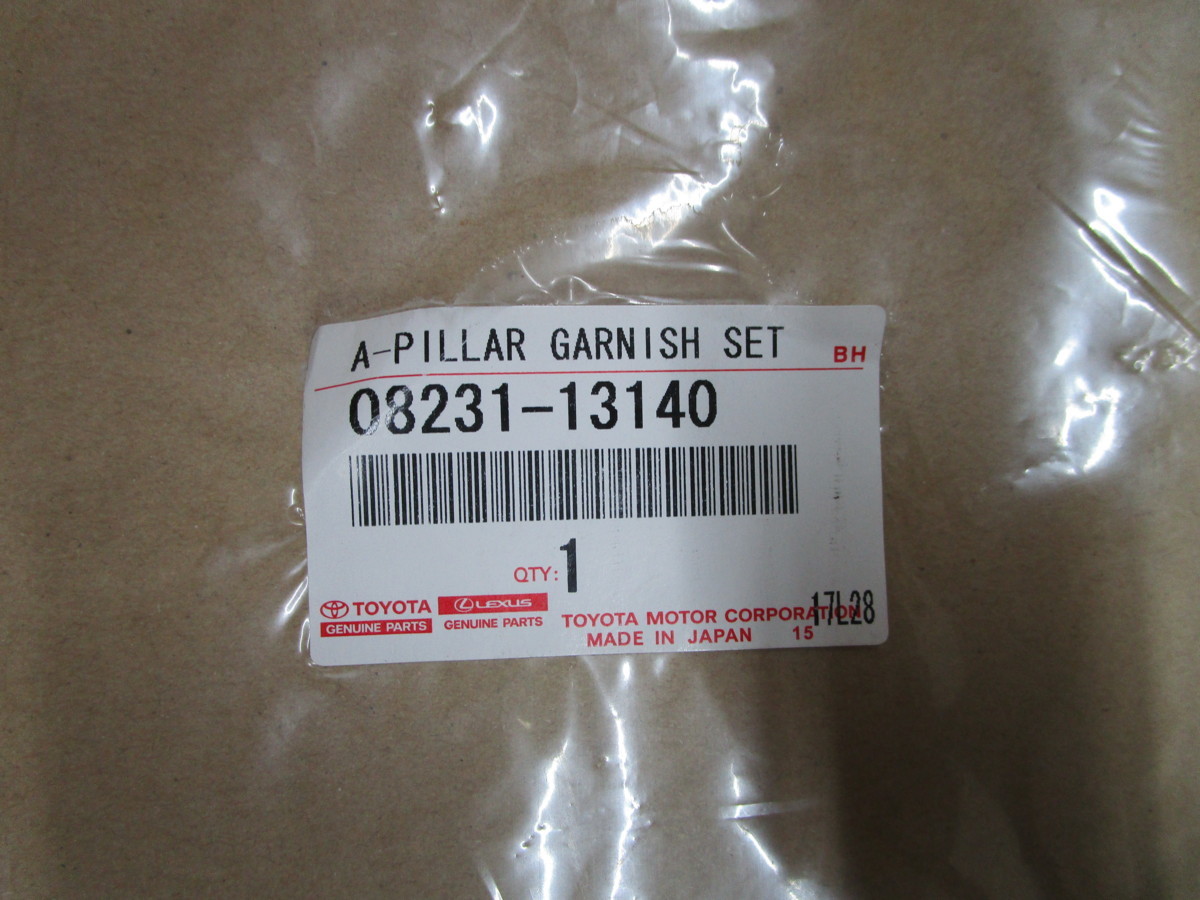 A-PILLAR GARNISH SET BH
08231-13140
QTY: 1
TOYOTA
GENUINE PARTS
LEXUS
GENUINE PARTS
TOYOTA MOTOR CORPORATION
17L28
MADE IN JAPAN 15